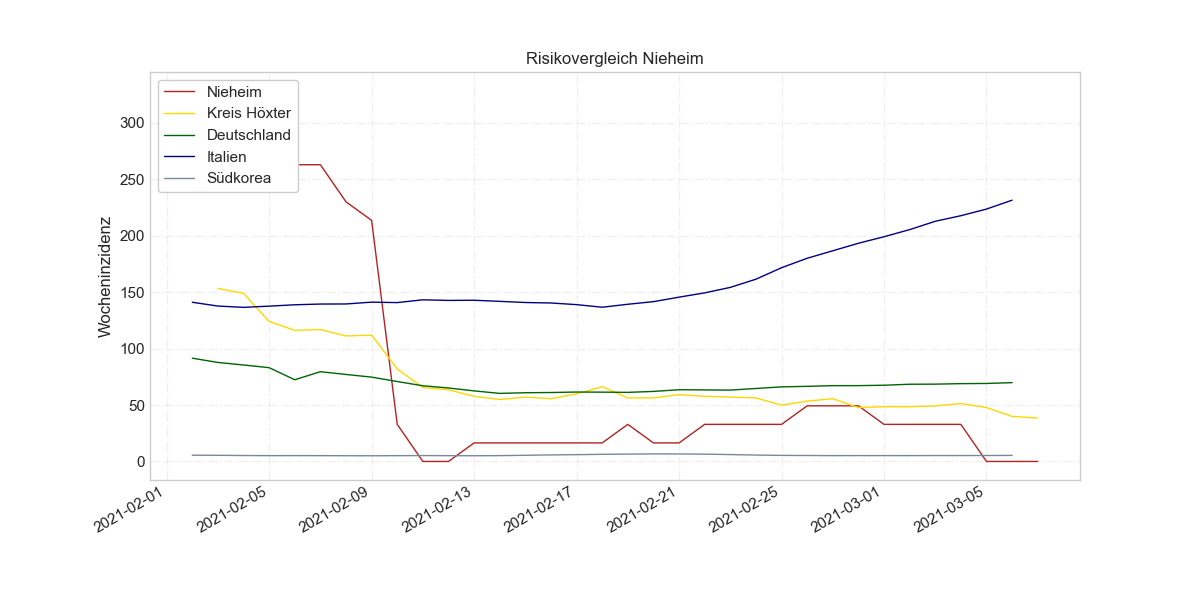 Risikovergleich Nieheim
Nieheim
Kreis Höxter
Deutschland
Italien
Südkorea
Wocheninzidenz
300
250
200
150
100
50
0
2021-02-01
2021-02-05
2021-02-09
2021-02-13
2021-02-17
2021-02-21
2021-02-25
2021-03-01
2021-03-05